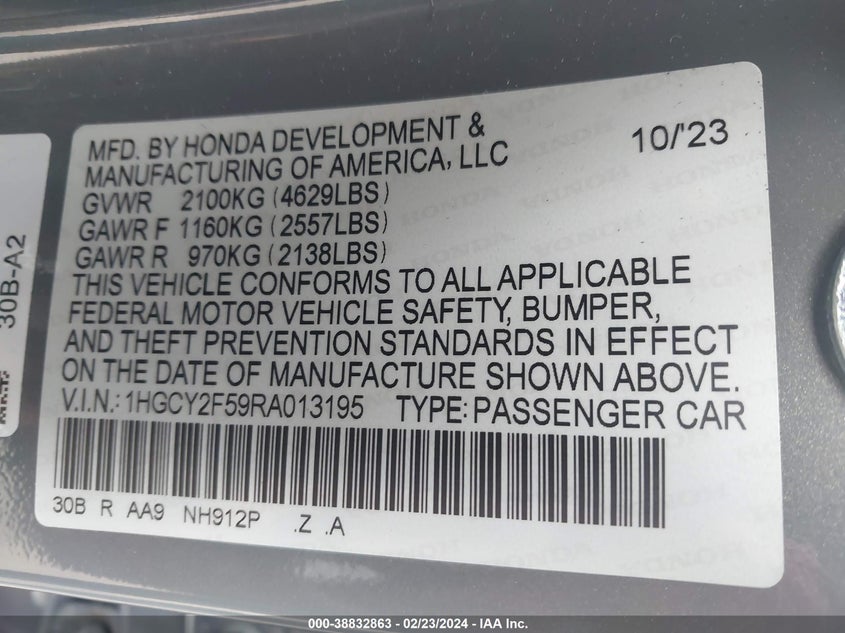 MFD. BY HONDA DEVELOPMENT &
MANUFACTURING OF AMERICA, LLC
10/'23
GVWR 2100KG (4629LBS)
GAWR F 1160KG (2557LBS)
GAWR R 970KG (2138LBS)
THIS VEHICLE CONFORMS TO ALL APPLICABLE
FEDERAL MOTOR VEHICLE SAFETY, BUMPER,
AND THEFT PREVENTION STANDARDS IN EFFECT
ON THE DATE OF MANUFACTURE SHOWN ABOVE.
V.I.N.: 1HGCY2F59RA013195 TYPE: PASSENGER CAR
30B R AA9 NH912P .Z .A
30B-A2
000-38832863 - 02/23/2024 - IAA Inc.